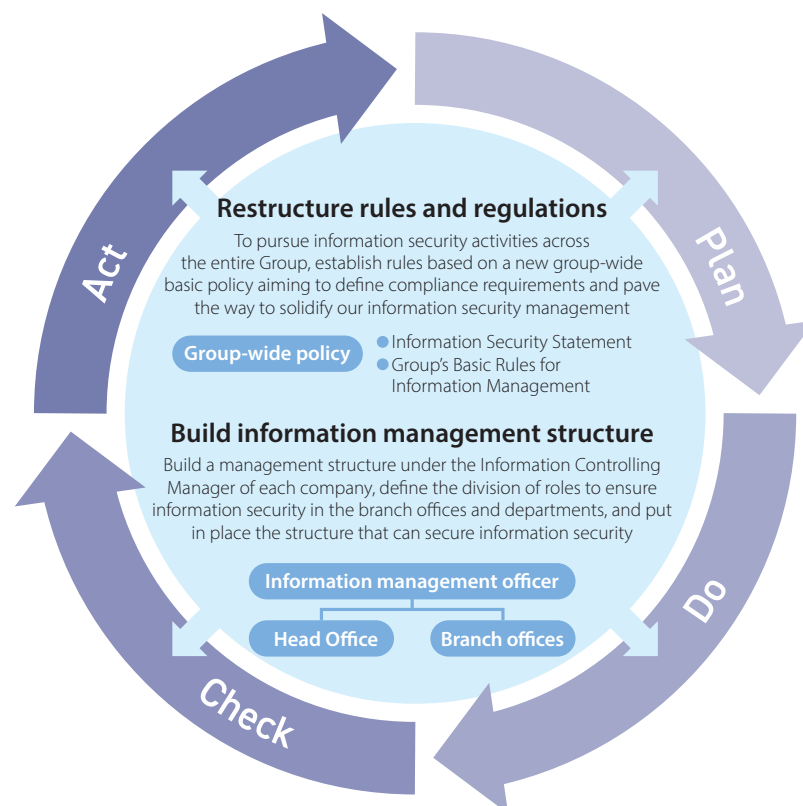 Act
Plan
Restructure rules and regulations
To pursue information security activities across
the entire Group, establish rules based on a new group-wide
basic policy aiming to define compliance requirements and pave
the way to solidify our information security management
Group-wide policy
Information Security Statement
Group's Basic Rules for
Information Management
Build information management structure
Build a management structure under the Information Controlling
Manager of each company, define the division of roles to ensure
information security in the branch offices and departments, and put
in place the structure that can secure information security
Information management officer
Head Office
Branch offices
Do
Check